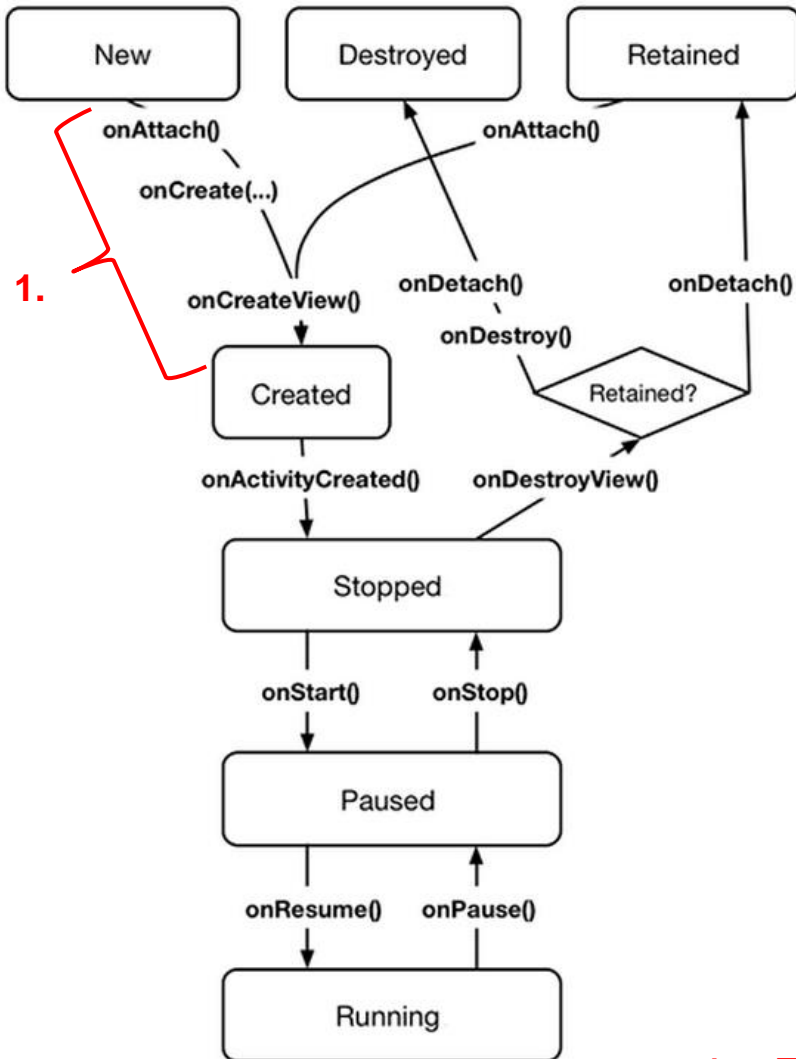 New Destroyed Retained
onAttach() onAttach()
onCreate(...)
1.
onDetach() onDetach()
onCreateView()
onDestroy()
Created Retained?
onActivityCreated() onDestroyView()
Stopped
onStart() onStop()
Paused
onResume() onPause()
Running